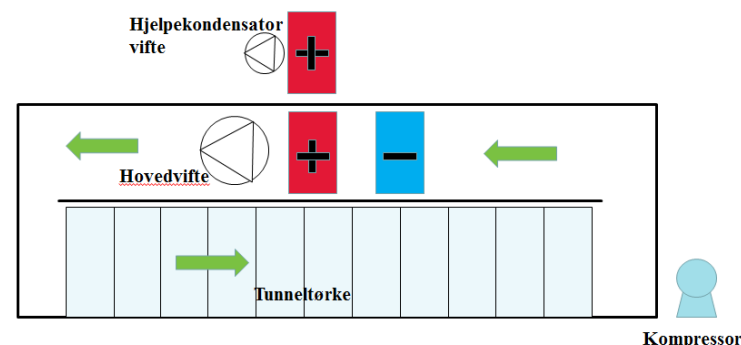 Hjelpekondensator
vifte
Hovedvifte
Tunneltørke
Kompressor